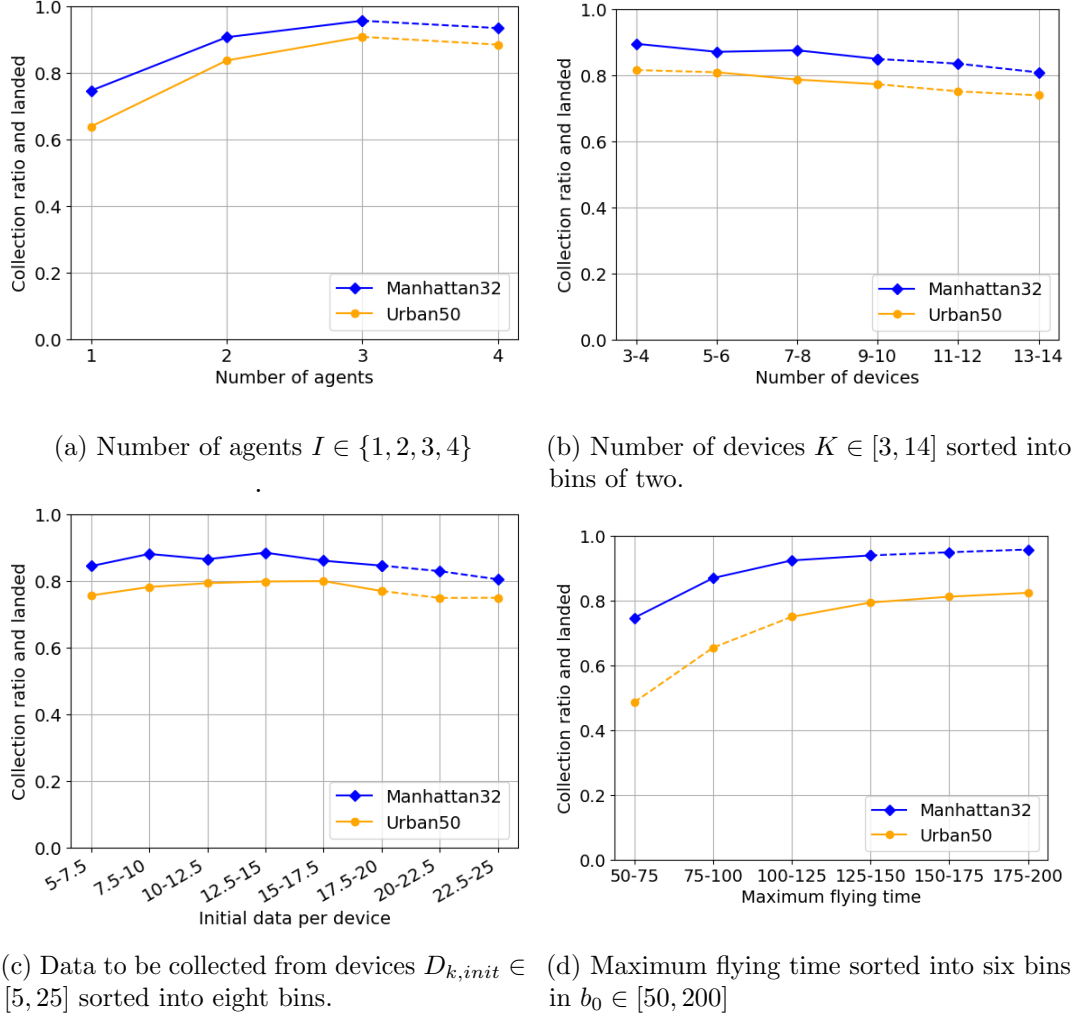 1.0
0.8
0.6
0.4
0.2
0.0
Collection ratio and landed
Manhattan32
Urban50
1 2 3 4
Number of agents
(a) Number of agents I ∈ {1, 2, 3, 4}
.
1.0
0.8
0.6
0.4
0.2
0.0
Collection ratio and landed
Manhattan32
Urban50
3-4 5-6 7-8 9-10 11-12 13-14
Number of devices
(b) Number of devices K ∈ [3, 14] sorted into
bins of two.
1.0
0.8
0.6
0.4
0.2
0.0
Collection ratio and landed
Manhattan32
Urban50
5-7.5 7.5-10 10-12.5 12.5-15 15-17.5 17.5-20 20-22.5 22.5-25
Initial data per device
(c) Data to be collected from devices D_{k,init} ∈
[5, 25] sorted into eight bins.
1.0
0.8
0.6
0.4
0.2
0.0
Collection ratio and landed
Manhattan32
Urban50
50-75 75-100 100-125 125-150 150-175 175-200
Maximum flying time
(d) Maximum flying time sorted into six bins
in b_0 ∈ [50, 200]